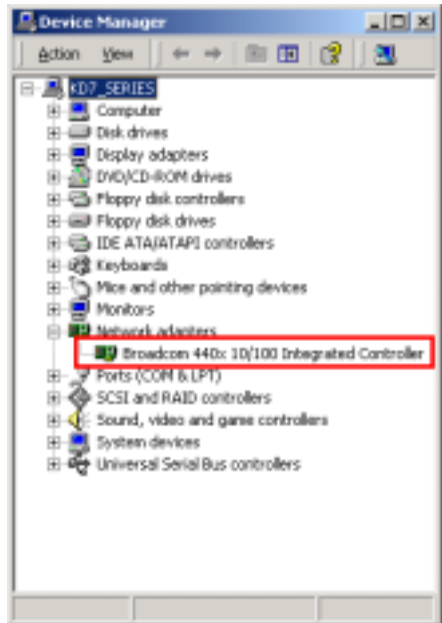 Device Manager
Action View
KD7_SERIES
Computer
Disk drives
Display adapters
DVD/CD-ROM drives
Floppy disk controllers
Floppy disk drives
IDE ATA/ATAPI controllers
Keyboards
Mice and other pointing devices
Monitors
Network adapters
Broadcom 440x 10/100 Integrated Controller
Ports (COM & LPT)
SCSI and RAID controllers
Sound, video and game controllers
System devices
Universal Serial Bus controllers